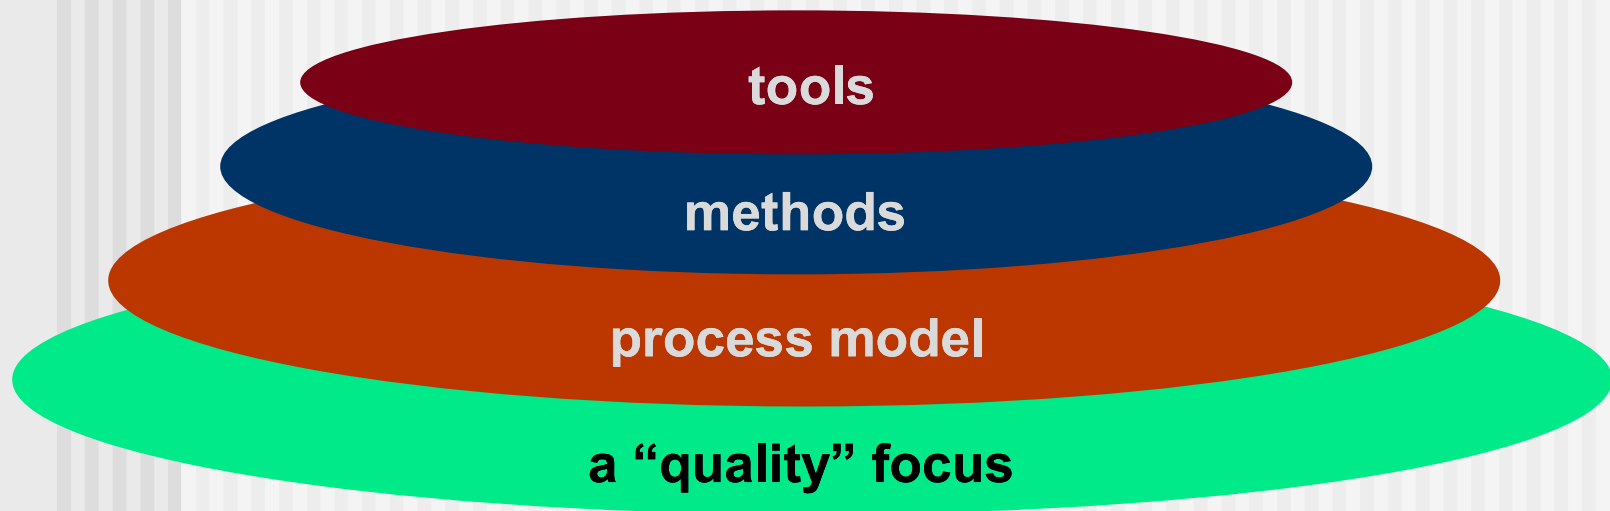 tools
methods
process model
a “quality” focus